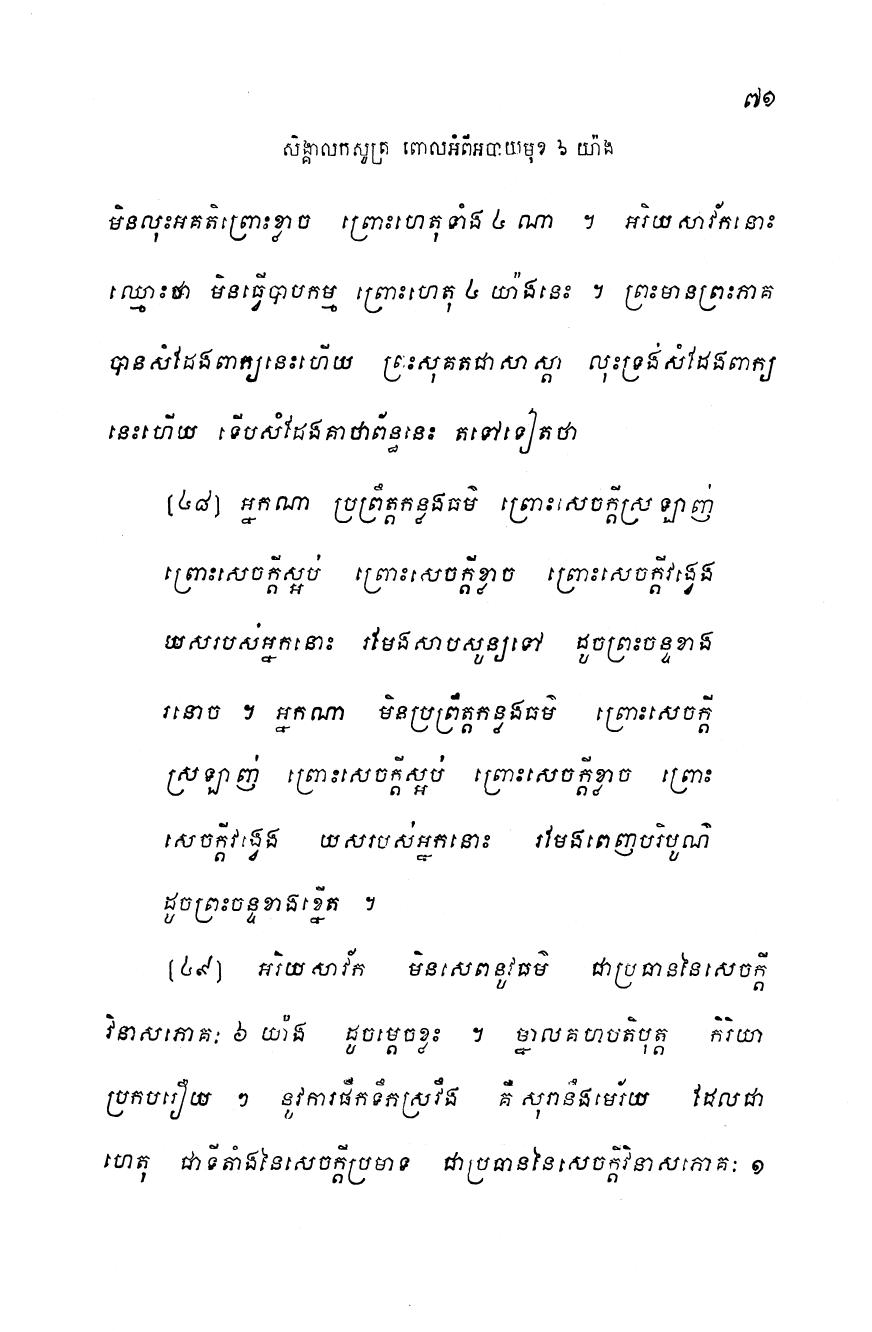 ៧១
សិង្គាលកសូត្រ ពោលអំពីអបាយមុខ ៦ យ៉ាង
មិនលុះអគតិព្រោះខ្លាច ព្រោះហេតុទាំង ៤ ណា ។ អរិយសាវ័កនោះ
ឈ្មោះថា មិនធ្វើបាបកម្ម ព្រោះហេតុ ៤ យ៉ាងនេះ ។ ព្រះមានព្រះភាគ
បានសំដែងពាក្យនេះហើយ ព្រះសុគតជាសាស្តា លុះទ្រង់សំដែងពាក្យ
នេះហើយ ទើបសំដែងគាថាព័ន្ធនេះ តទៅទៀតថា
[៤៨] អ្នកណា ប្រព្រឹត្តកន្លងធម៌ ព្រោះសេចក្តីស្រឡាញ់
ព្រោះសេចក្តីស្អប់ ព្រោះសេចក្តីខ្លាច ព្រោះសេចក្តីវង្វេង
យសរបស់អ្នកនោះ រមែងសាបសូន្យទៅ ដូចព្រះចន្ទខាង
រនោច ។ អ្នកណា មិនប្រព្រឹត្តកន្លងធម៌ ព្រោះសេចក្តី
ស្រឡាញ់ ព្រោះសេចក្តីស្អប់ ព្រោះសេចក្តីខ្លាច ព្រោះ
សេចក្តីវង្វេង យសរបស់អ្នកនោះ រមែងពេញបរិបូណ៌
ដូចព្រះចន្ទខាងខ្នើត ។
[៤៩] អរិយសាវ័ក មិនសេពនូវធម៌ ជាប្រធាននៃសេចក្តី
វិនាសភោគៈ ៦ យ៉ាង ដូចម្តេចខ្លះ ។ ម្នាលគហបតិបុត្ត កិរិយា
ប្រកបរឿយ ៗ នូវការផឹកទឹកស្រវឹង គឺ សុរានឹងមេរ័យ ដែលជា
ហេតុ ជាទីតាំងនៃសេចក្តីប្រមាទ ជាប្រធាននៃសេចក្តីវិនាសភោគៈ ១